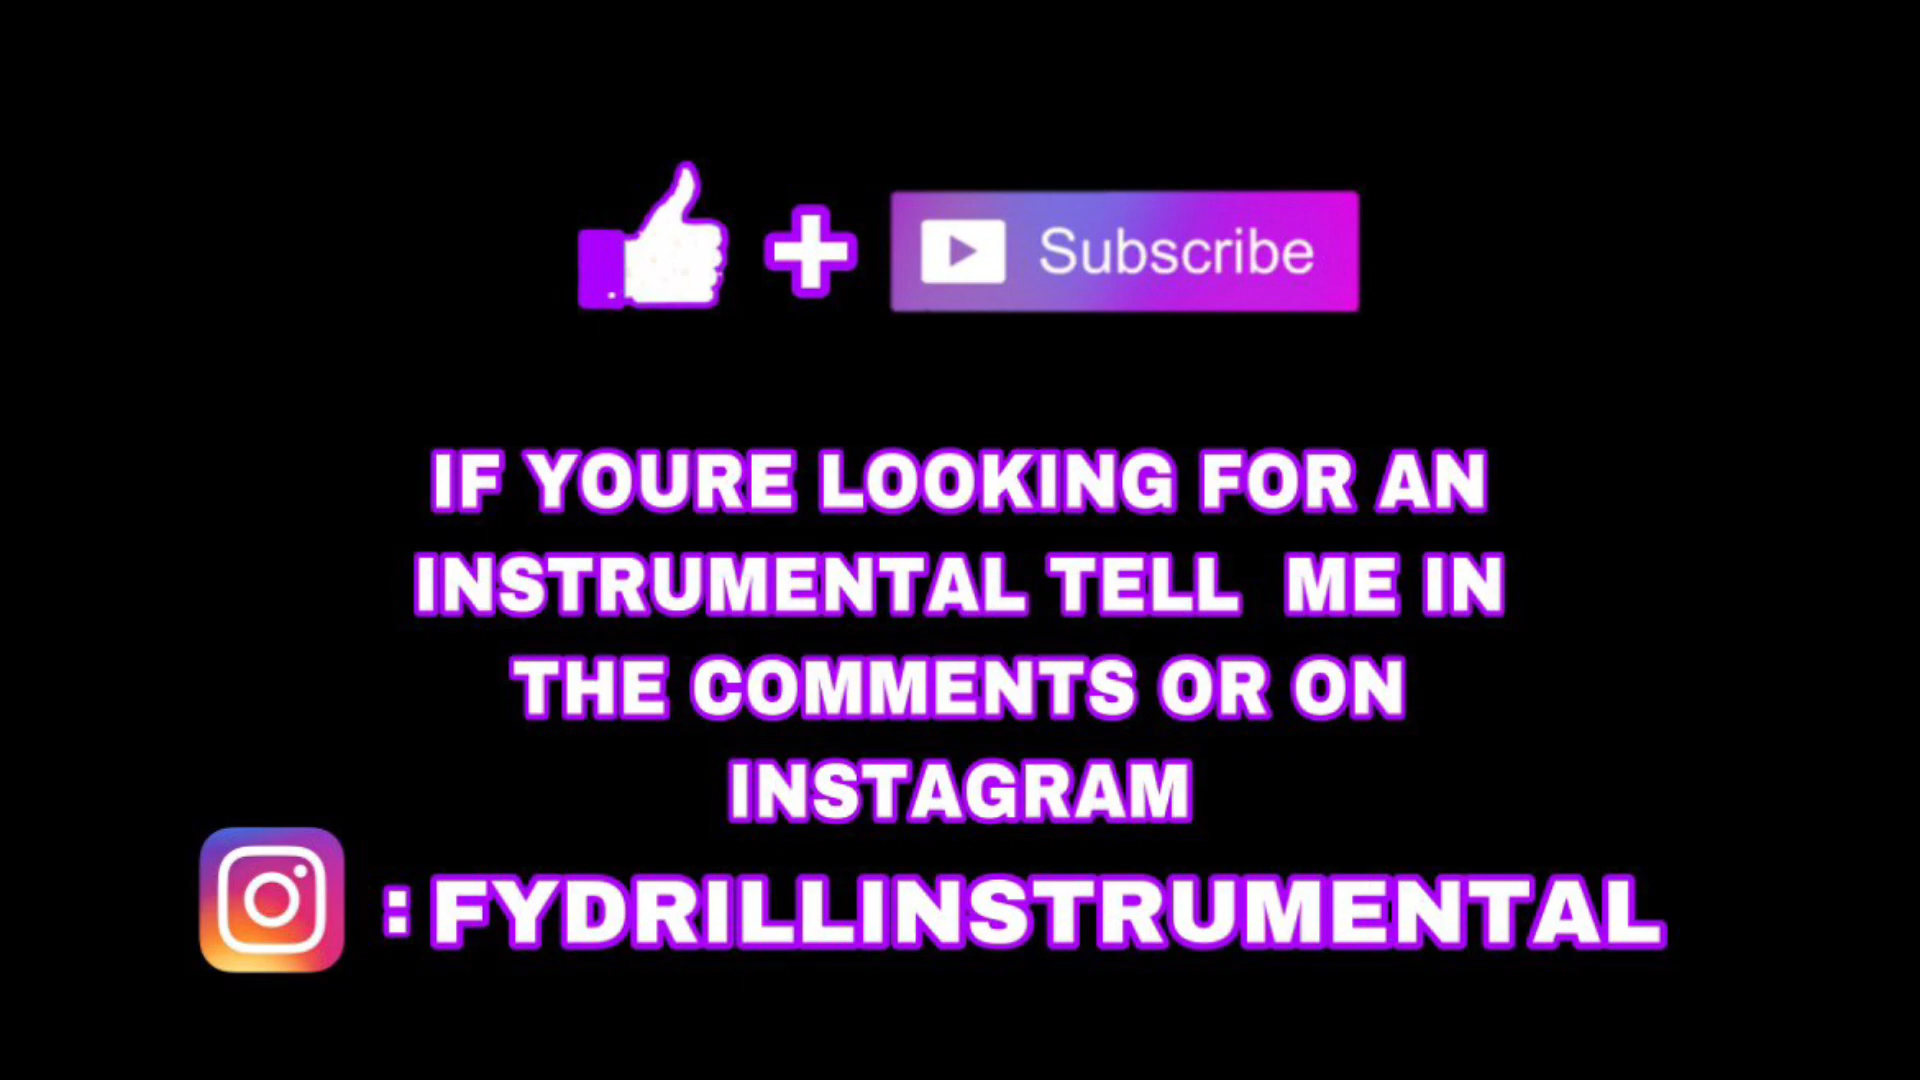 Subscribe
IF YOURE LOOKING FOR AN
INSTRUMENTAL TELL  ME IN
THE COMMENTS OR ON
INSTAGRAM
: FYDRILLINSTRUMENTAL